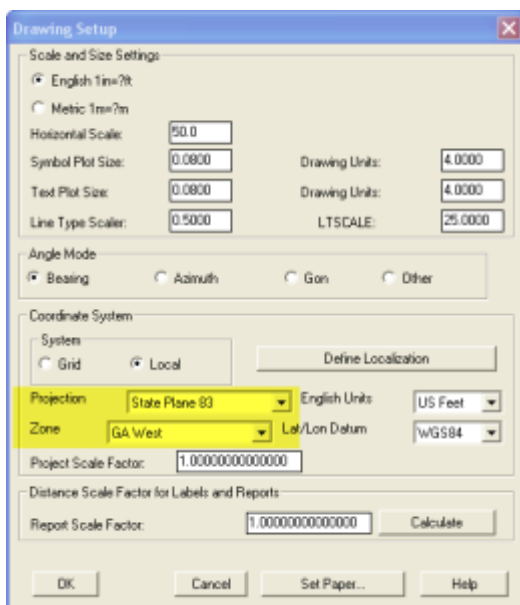 Drawing Setup
Scale and Size Settings
English 1in=?ft
Metric 1m=?m
Horizontal Scale: 50.0
Symbol Plot Size: 0.0800 Drawing Units: 4.0000
Text Plot Size: 0.0800 Drawing Units: 4.0000
Line Type Scaler: 0.5000 LTSCALE: 25.0000
Angle Mode
Bearing Azimuth Gon Other
Coordinate System
System
Grid Local Define Localization
Projection State Plane 83 English Units US Feet
Zone GA West Lat/Lon Datum WGS84
Project Scale Factor: 1.00000000000000
Distance Scale Factor for Labels and Reports
Report Scale Factor: 1.00000000000000 Calculate
OK Cancel Set Paper... Help